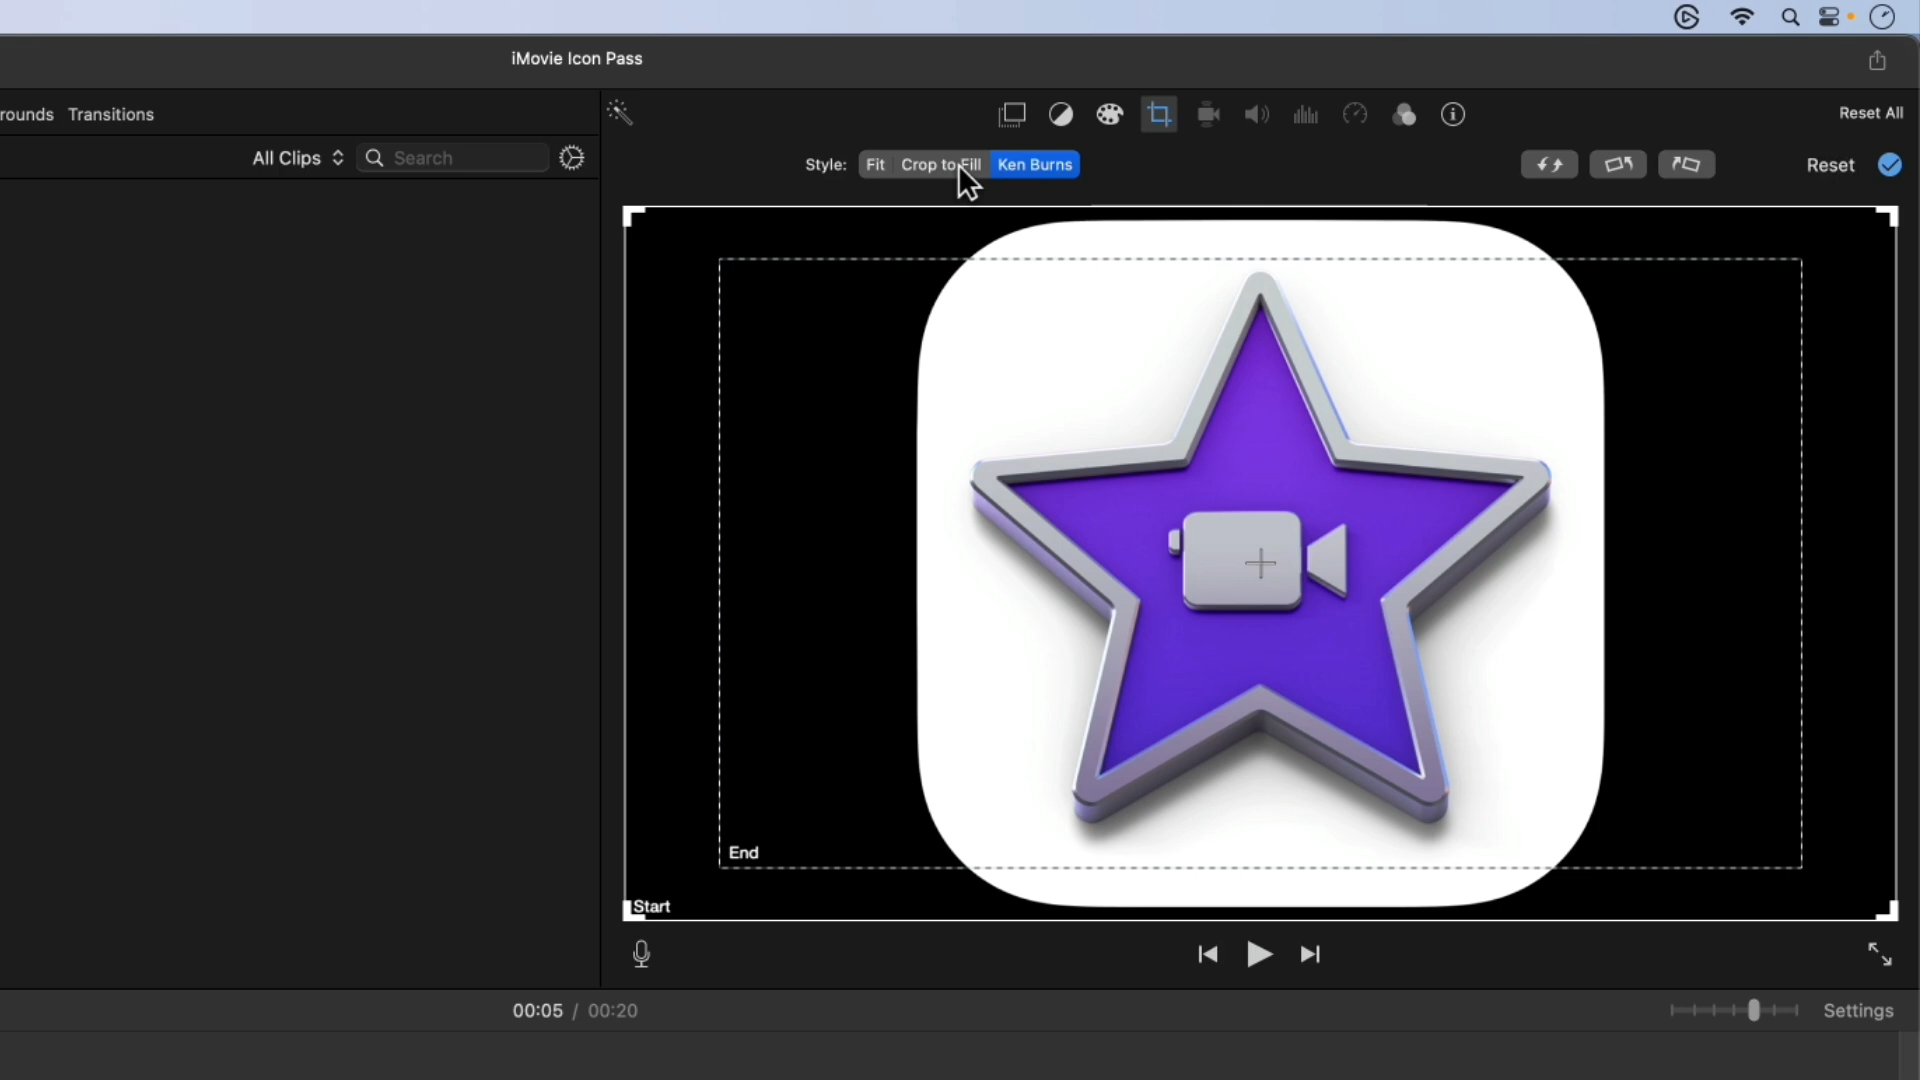 iMovie Icon Pass
rounds Transitions
Reset All
All Clips Search
Style: Fit Crop to Fill Ken Burns
Reset
End
Start
00:05 / 00:20
Settings